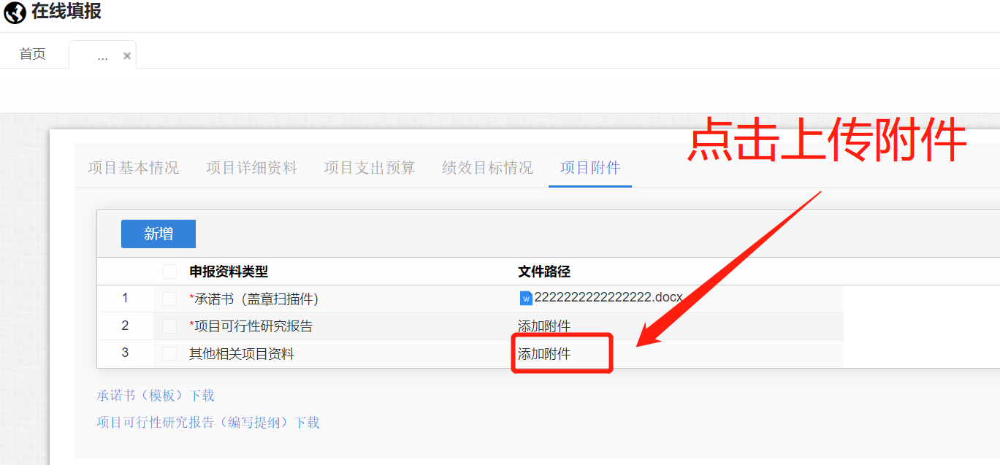 在线填报
首页
...
点击上传附件
项目基本情况 项目详细资料 项目支出预算 绩效目标情况 项目附件
新增
申报资料类型 文件路径
1 *承诺书（盖章扫描件） 2222222222222222.docx
2 *项目可行性研究报告 添加附件
3 其他相关项目资料 添加附件
承诺书（模板）下载
项目可行性研究报告（编写提纲）下载